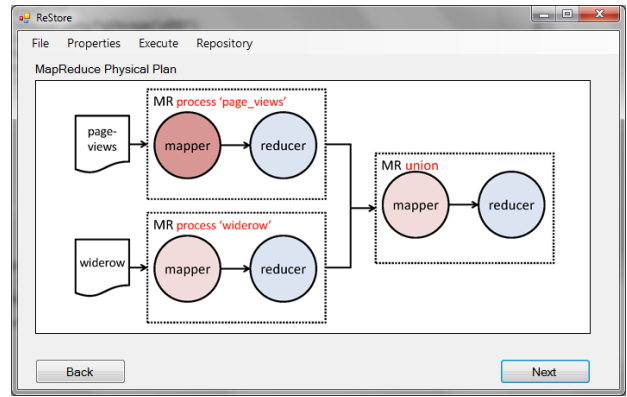 ReStore
File Properties Execute Repository
MapReduce Physical Plan
MR process 'page_views'
page-
views
mapper
reducer
MR union
mapper
reducer
MR process 'widerow'
widerow
mapper
reducer
Back
Next